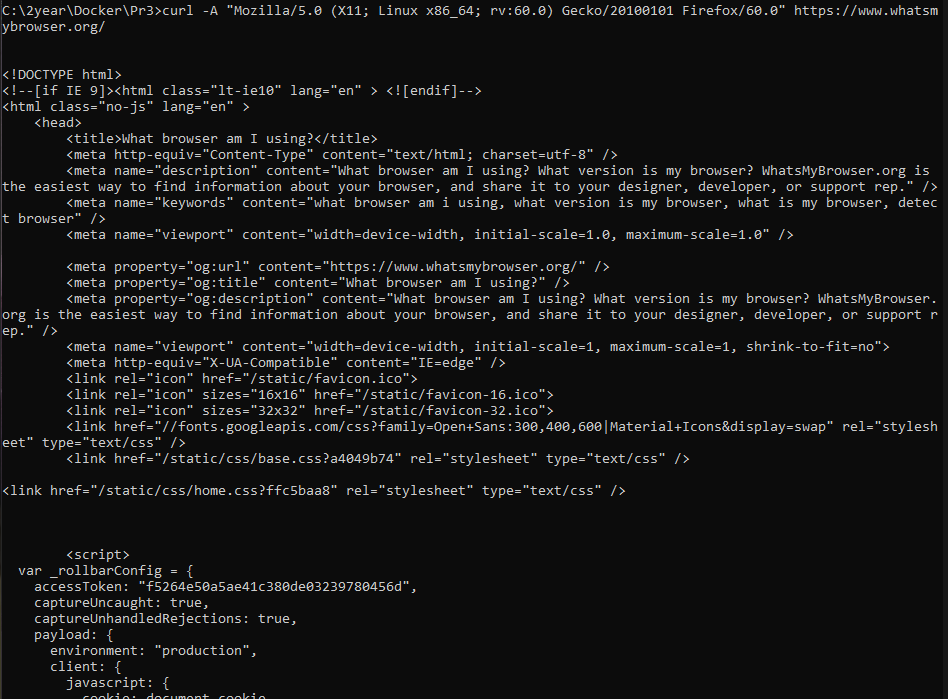 C:\2year\Docker\Pr3>curl -A "Mozilla/5.0 (X11; Linux x86_64; rv:60.0) Gecko/20100101 Firefox/60.0" https://www.whatsm
ybrowser.org/
<!DOCTYPE html>
<!--[if IE 9]><html class="lt-ie10" lang="en" > <![endif]-->
<html class="no-js" lang="en" >
    <head>
        <title>What browser am I using?</title>
        <meta http-equiv="Content-Type" content="text/html; charset=utf-8" />
        <meta name="description" content="What browser am I using? What version is my browser? WhatsMyBrowser.org is
the easiest way to find information about your browser, and share it to your designer, developer, or support rep." />
        <meta name="keywords" content="what browser am i using, what version is my browser, what is my browser, detec
t browser" />
        <meta name="viewport" content="width=device-width, initial-scale=1.0, maximum-scale=1.0" />
        <meta property="og:url" content="https://www.whatsmybrowser.org/" />
        <meta property="og:title" content="What browser am I using?" />
        <meta property="og:description" content="What browser am I using? What version is my browser? WhatsMyBrowser.
org is the easiest way to find information about your browser, and share it to your designer, developer, or support r
ep." />
        <meta name="viewport" content="width=device-width, initial-scale=1, maximum-scale=1, shrink-to-fit=no">
        <meta http-equiv="X-UA-Compatible" content="IE=edge" />
        <link rel="icon" href="/static/favicon.ico">
        <link rel="icon" sizes="16x16" href="/static/favicon-16.ico">
        <link rel="icon" sizes="32x32" href="/static/favicon-32.ico">
        <link href="//fonts.googleapis.com/css?family=Open+Sans:300,400,600|Material+Icons&display=swap" rel="stylesh
eet" type="text/css" />
        <link href="/static/css/base.css?a4049b74" rel="stylesheet" type="text/css" />
<link href="/static/css/home.css?ffc5baa8" rel="stylesheet" type="text/css" />
        <script>
  var _rollbarConfig = {
    accessToken: "f5264e50a5ae41c380de03239780456d",
    captureUncaught: true,
    captureUnhandledRejections: true,
    payload: {
      environment: "production",
      client: {
        javascript: {
          cookie: document.cookie